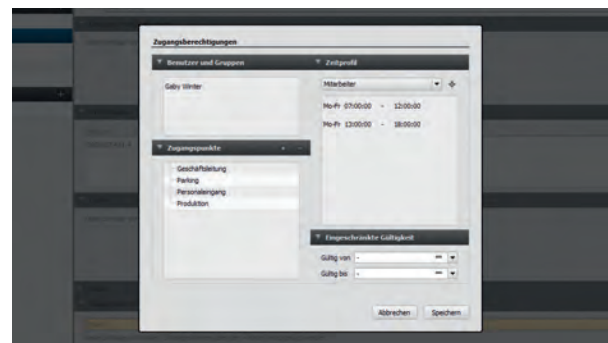 Zugangsberechtigungen
Benutzer und Gruppen
Gaby Winter
Zugangspunkte + -
Geschäftsleitung
Parking
Personaleingang
Produktion
Zeitprofil
Mitarbeiter
Mo-Fr 07:00:00 - 12:00:00
Mo-Fr 13:00:00 - 18:00:00
Eingeschränkte Gültigkeit
Gültig von -
Gültig bis -
Abbrechen Speichern